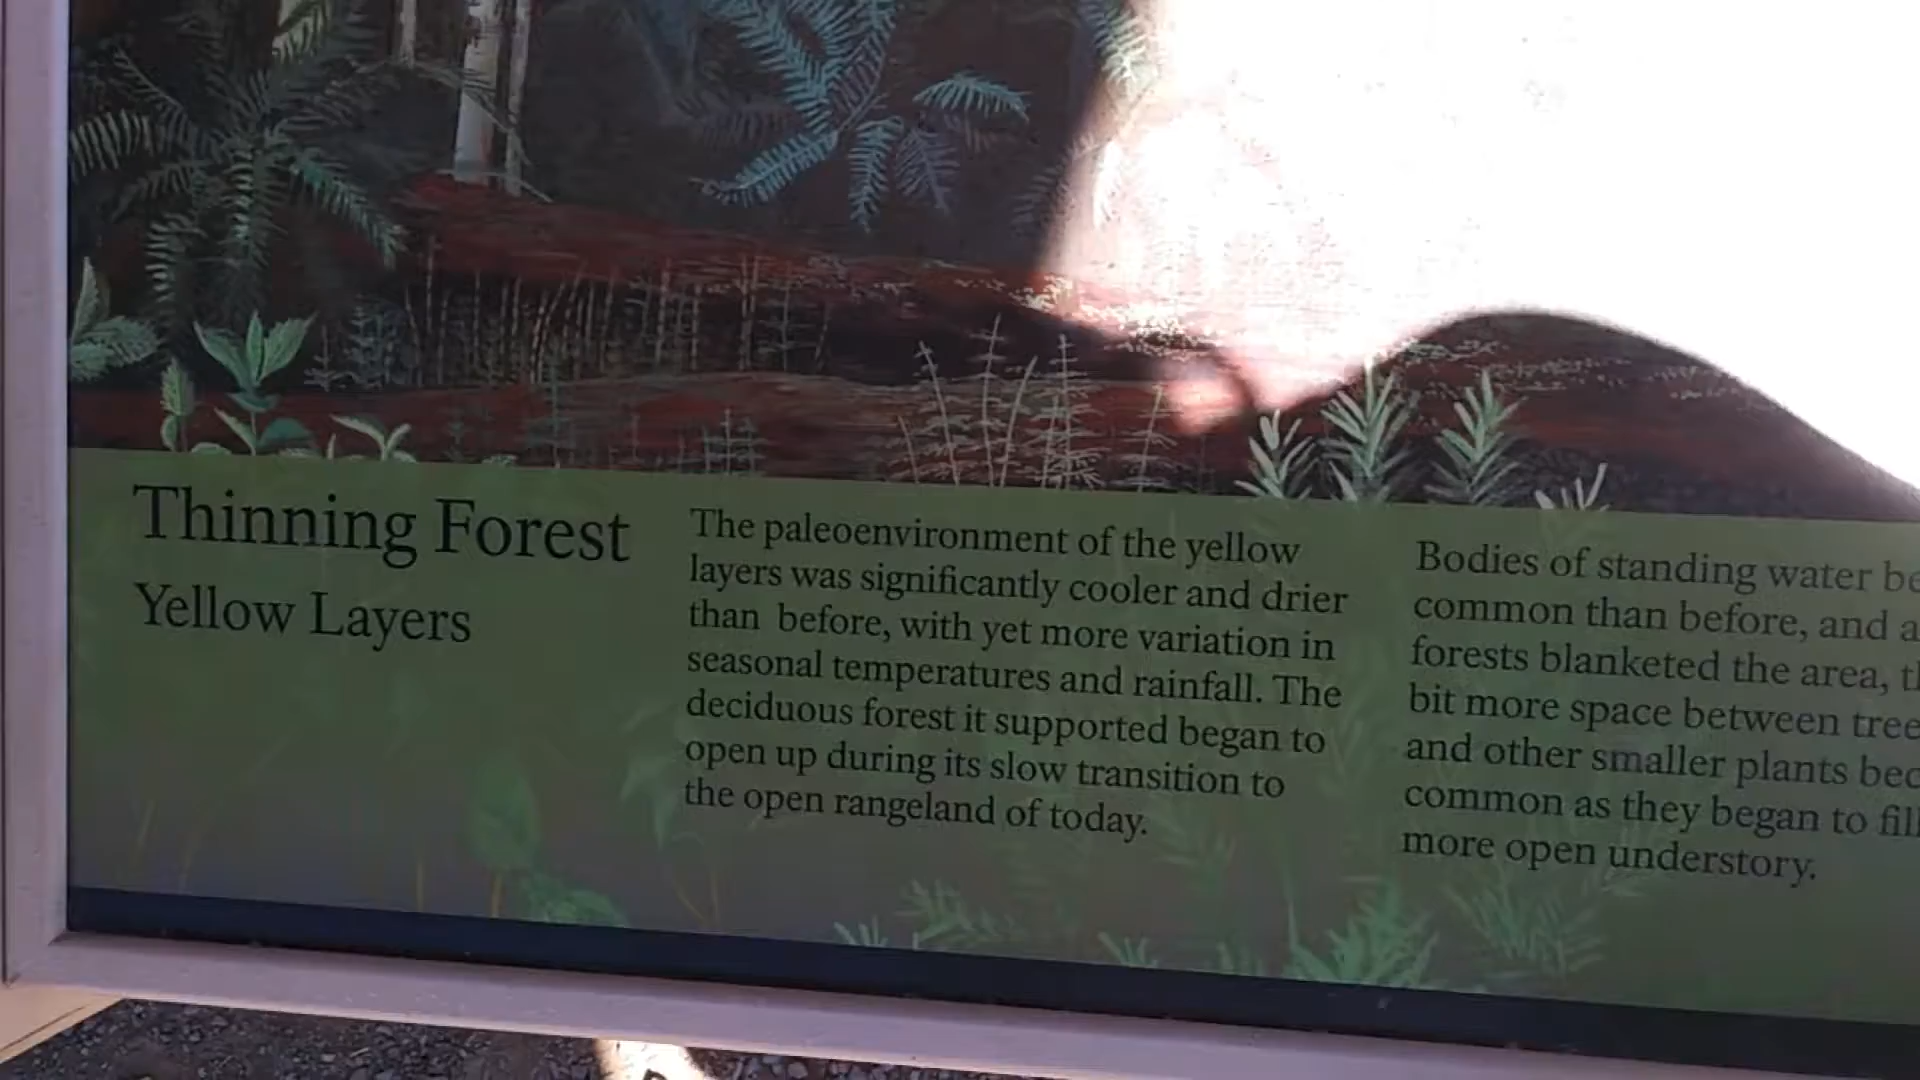 Thinning Forest
Yellow Layers
The paleoenvironment of the yellow
layers was significantly cooler and drier
than before, with yet more variation in
seasonal temperatures and rainfall. The
deciduous forest it supported began to
open up during its slow transition to
the open rangeland of today.
Bodies of standing water
common than before, and
forests blanketed the area,
bit more space between
and other smaller plants
common as they began to
more open understory.